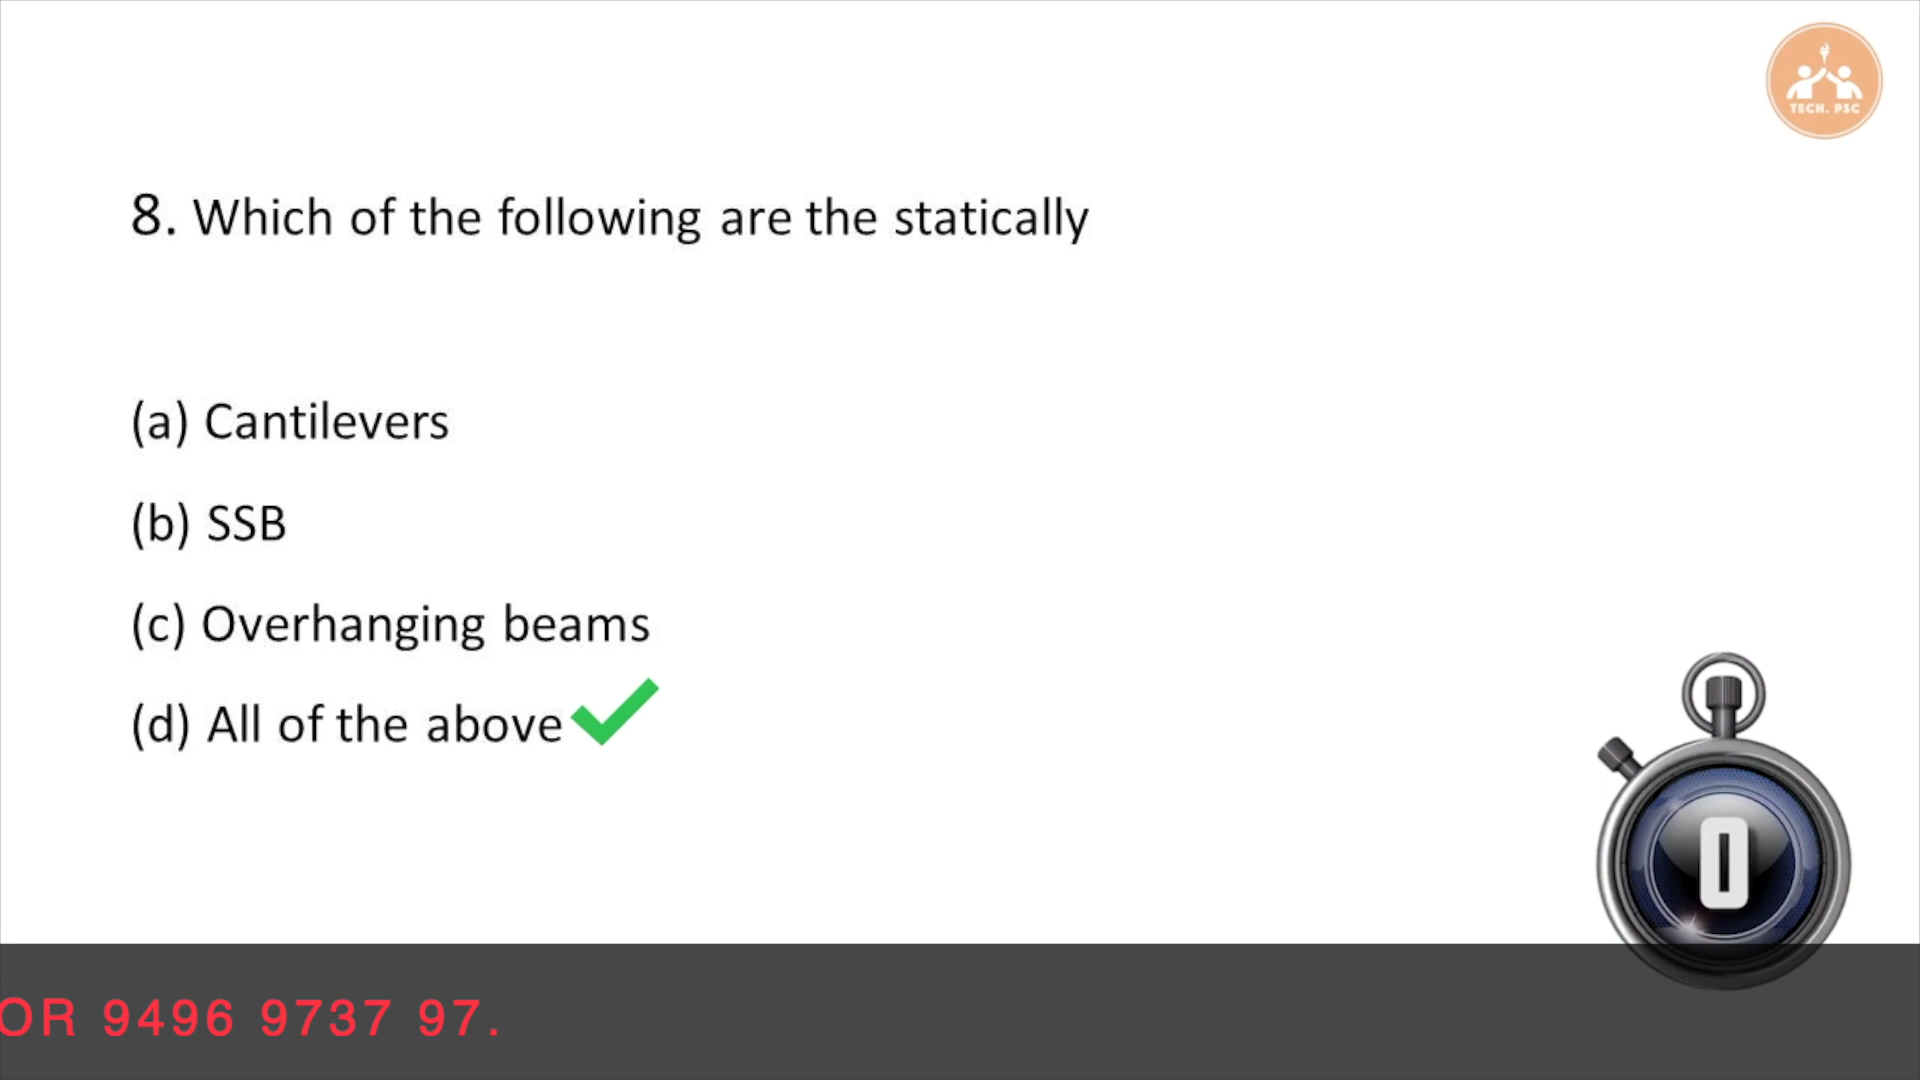 TECH. PSC
8. Which of the following are the statically
(a) Cantilevers
(b) SSB
(c) Overhanging beams
(d) All of the above
0
OR 9496 9737 97.